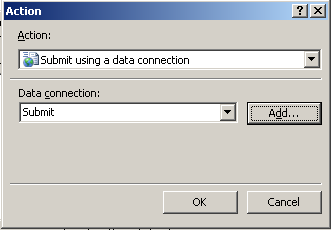 Action
Action:
Submit using a data connection
Data connection:
Submit
Add...
OK
Cancel